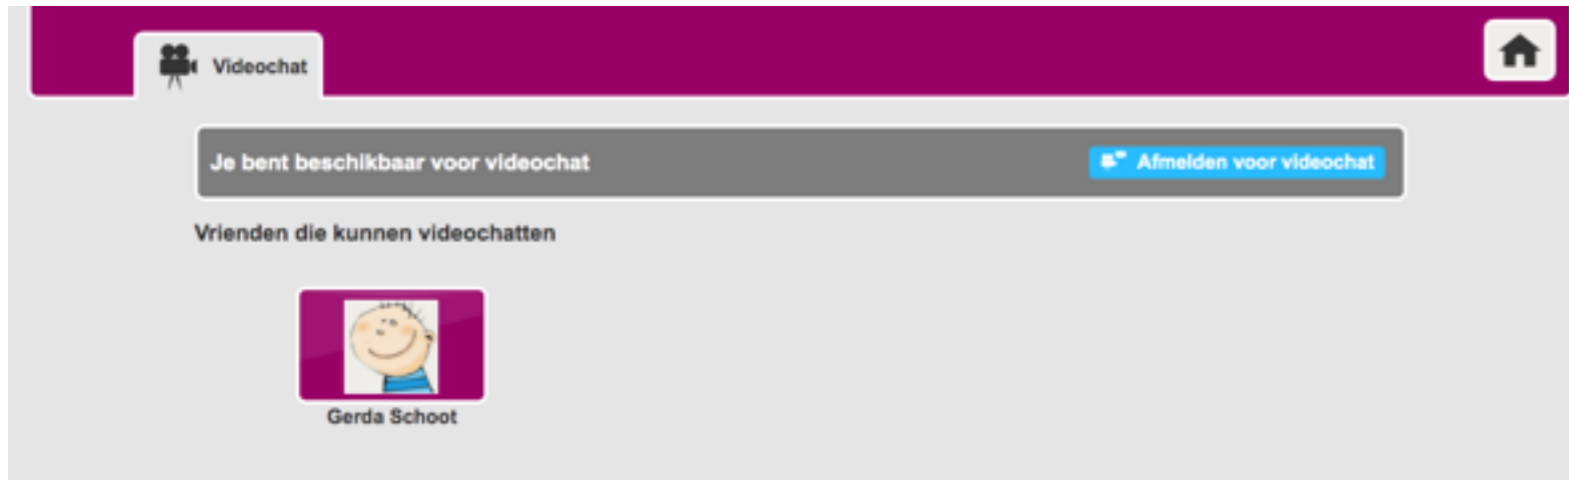 Videochat
Je bent beschikbaar voor videochat
Afmelden voor videochat
Vrienden die kunnen videochatten
Gerda Schoot